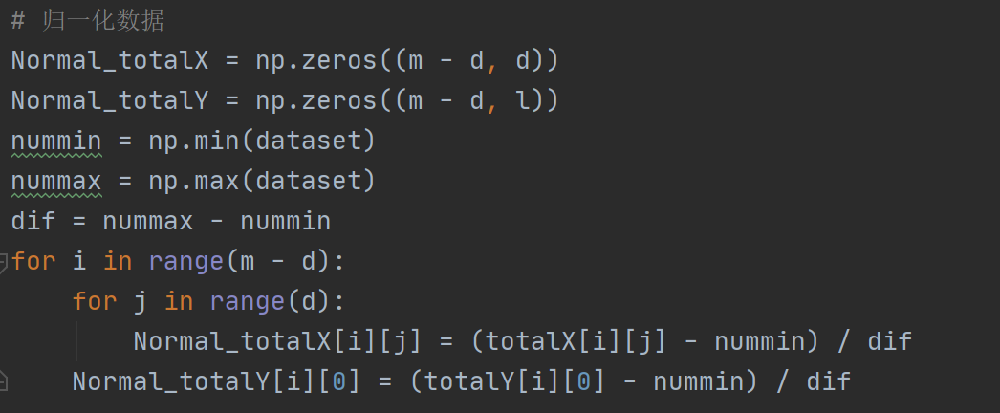 # 归一化数据
Normal_totalX = np.zeros((m - d, d))
Normal_totalY = np.zeros((m - d, l))
nummin = np.min(dataset)
nummax = np.max(dataset)
dif = nummax - nummin
for i in range(m - d):
    for j in range(d):
        Normal_totalX[i][j] = (totalX[i][j] - nummin) / dif
    Normal_totalY[i][0] = (totalY[i][0] - nummin) / dif